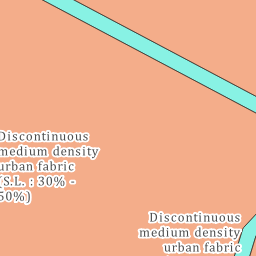 Discontinuous
medium density
urban fabric
(S.L. : 30% -
50%)
Discontinuous
medium density
urban fabric